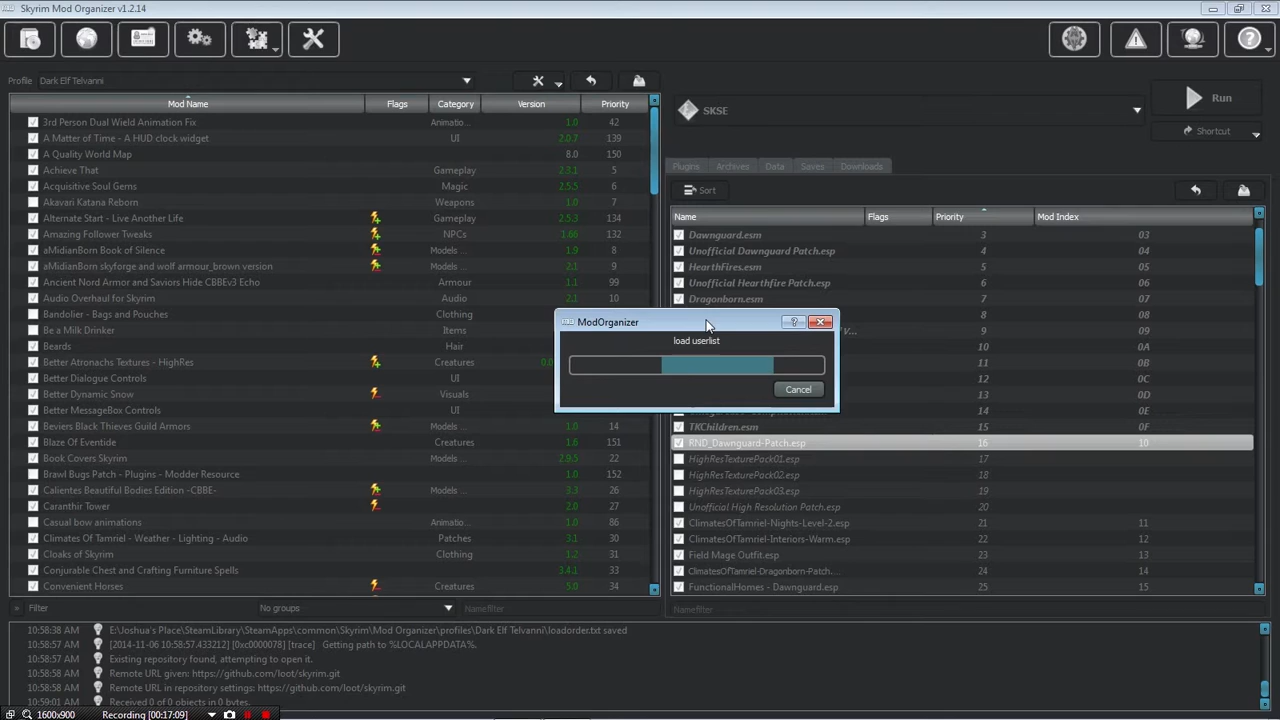 Skyrim Mod Organizer v1.2.14
Profile Dark Elf Telvanni
Mod Name Flags Category Version Priority
3rd Person Dual Wield Animation Fix Animatio... 1.0 42
A Matter of Time - A HUD clock widget UI 2.0.7 139
A Quality World Map 8.0 150
Achieve That Gameplay 2.3.1 5
Acquisitive Soul Gems Magic 2.5.5 6
Akavari Katana Reborn Weapons 1.0 7
Alternate Start - Live Another Life Gameplay 2.5.3 134
Amazing Follower Tweaks NPCs 1.66 132
aMidianBorn Book of Silence Models ... 1.9 8
aMidianBorn skyforge and wolf armour_brown version Models ... 2.1 9
Ancient Nord Armor and Saviors Hide CBBEv3 Echo Armour 1.1 99
Audio Overhaul for Skyrim Audio 2.1 10
Bandolier - Bags and Pouches Clothing
Be a Milk Drinker Items
Beards Hair
Better Atronachs Textures - HighRes Creatures 0.0
Better Dialogue Controls UI
Better Dynamic Snow Visuals
Better MessageBox Controls UI
Beviers Black Thieves Guild Armors Models ... 1.0 14
Blaze Of Eventide Creatures 1.6 151
Book Covers Skyrim Models ... 2.9.5 22
Brawl Bugs Patch - Plugins - Modder Resource 1.0 152
Calientes Beautiful Bodies Edition -CBBE- Models ... 3.3 26
Caranthir Tower 2.0 27
Casual bow animations Animatio... 1.0 86
Climates Of Tamriel - Weather - Lighting - Audio Patches 3.1 30
Cloaks of Skyrim Clothing 1.2 31
Conjurable Chest and Crafting Furniture Spells 3.4.1 33
Convenient Horses Creatures 5.0 34
» Filter No groups Namefilter
SKSE
Run
Shortcut
Plugins Archives Data Saves Downloads
Sort
Name Flags Priority Mod Index
Dawnguard.esm 3 03
Unofficial Dawnguard Patch.esp 4 04
HearthFires.esm 5 05
Unofficial Hearthfire Patch.esp 6 06
Dragonborn.esm 7 07
V... 9 09
10 0A
11 0B
12 0C
13 0D
14 0E
TKChildren.esm 15 0F
RND_Dawnguard-Patch.esp 16 10
HighResTexturePack01.esp 17
HighResTexturePack02.esp 18
HighResTexturePack03.esp 19
Unofficial High Resolution Patch.esp 20
ClimatesOfTamriel-Nights-Level-2.esp 21 11
ClimatesOfTamriel-Interiors-Warm.esp 22 12
Field Mage Outfit.esp 23 13
ClimatesOfTamriel-Dragonborn-Patch.... 24 14
FunctionalHomes - Dawnguard.esp 25 15
Namefilter
ModOrganizer
load userlist
Cancel
10:58:38 AM E:\Joshua's Place\SteamLibrary\SteamApps\common\Skyrim\Mod Organizer\profiles\Dark Elf Telvanni\loadorder.txt saved
10:58:57 AM [2014-11-06 10:58:57.433212] [0xc0000078] [trace] Getting path to %LOCALAPPDATA%.
10:58:57 AM Existing repository found, attempting to open it.
10:58:58 AM Remote URL given: https://github.com/loot/skyrim.git
10:58:58 AM Remote URL in repository settings: https://github.com/loot/skyrim.git
10:59:01 AM Received 0 of 0 objects in 0 bytes.
1600x900 Recording [00:17:09]